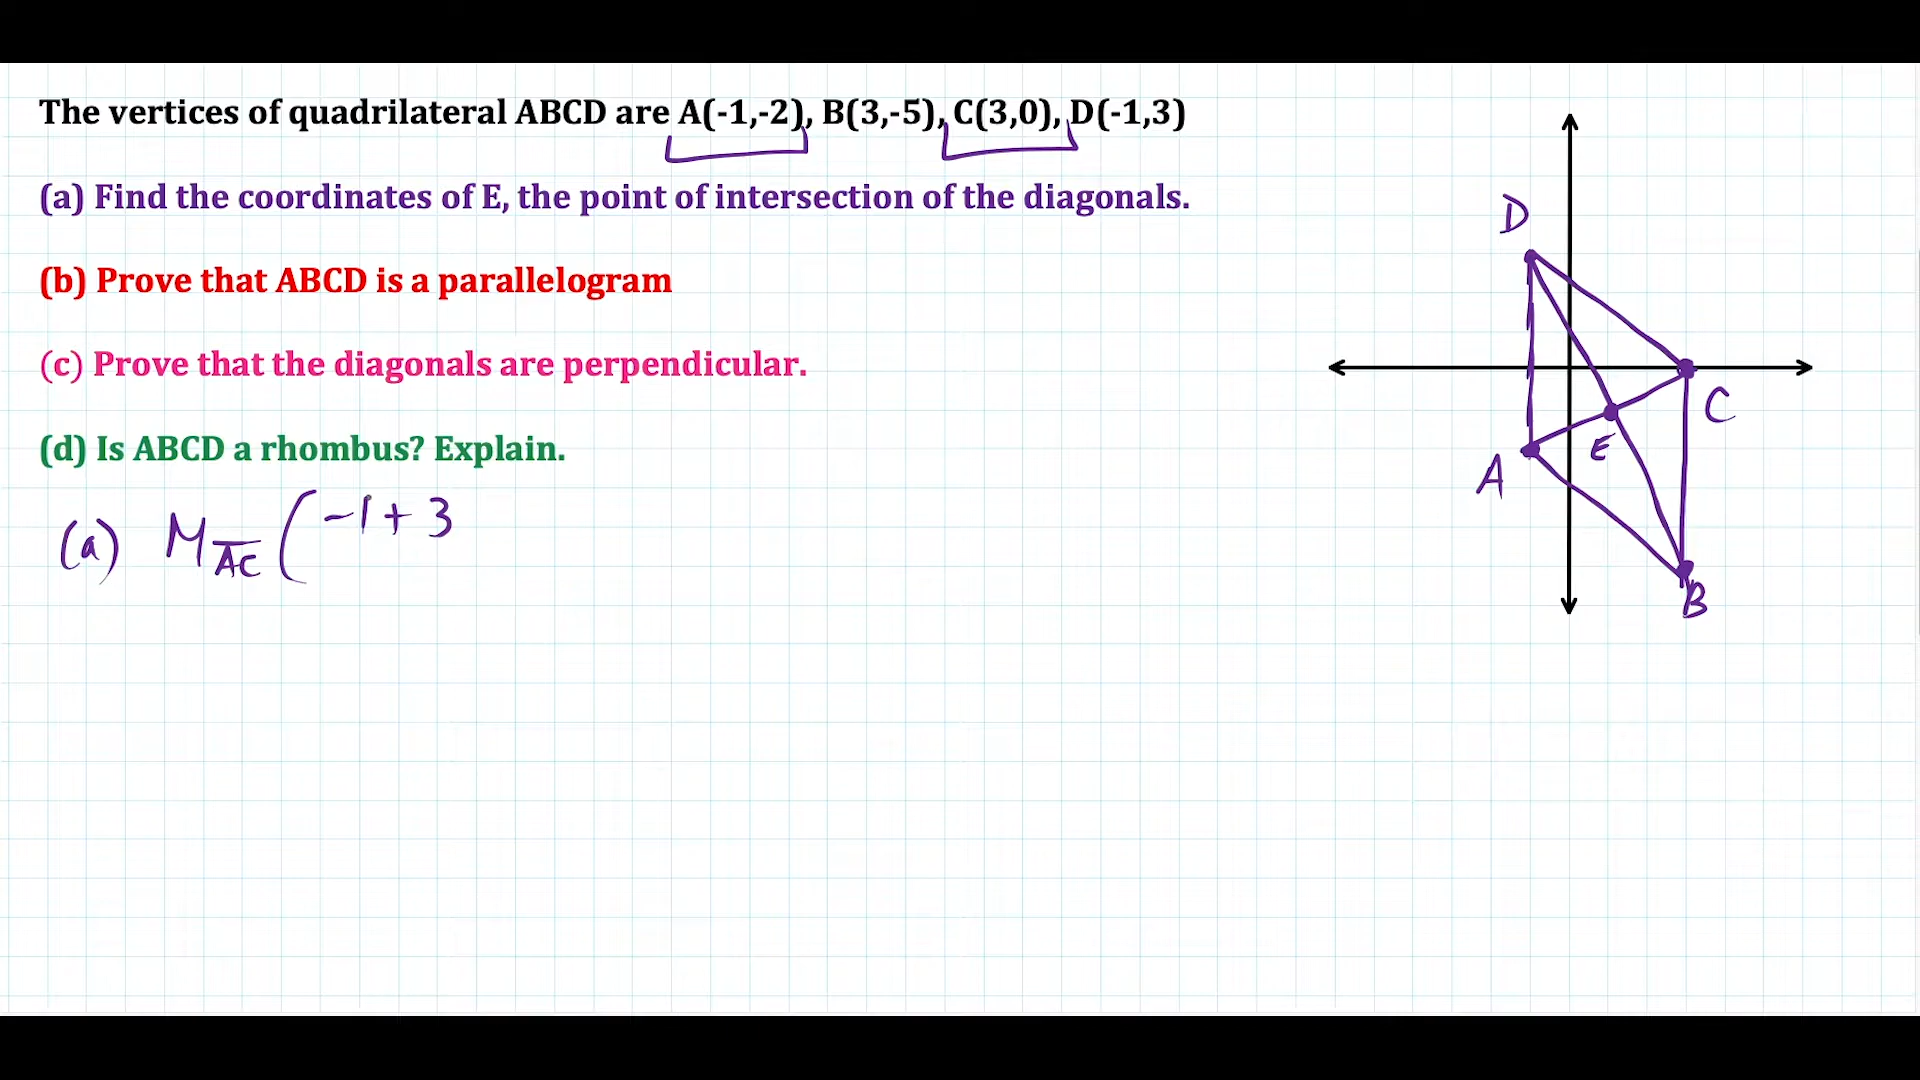 The vertices of quadrilateral ABCD are A(-1,-2), B(3,-5), C(3,0), D(-1,3)
(a) Find the coordinates of E, the point of intersection of the diagonals.
(b) Prove that ABCD is a parallelogram
(c) Prove that the diagonals are perpendicular.
(d) Is ABCD a rhombus? Explain.
(a) M AC ( -1 + 3
D
C
E
A
B